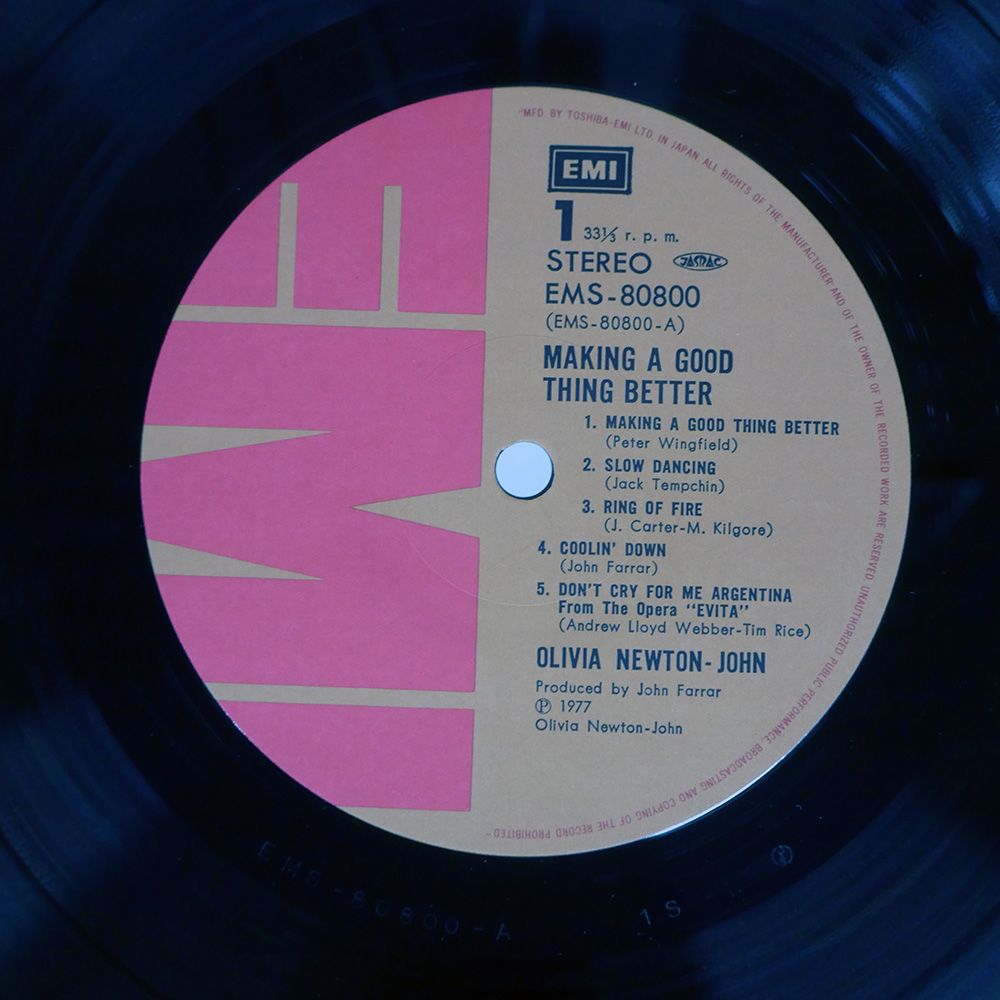 "MFD. BY TOSHIBA-EMI LTD. IN JAPAN ALL RIGHTS OF THE MANUFACTURER AND OF THE OWNER OF THE RECORDED WORK ARE RESERVED. UNAUTHORIZED PUBLIC PERFORMANCE, BROADCASTING AND COPYING OF THE RECORD PROHIBITED"
EMI
EMI
1 33⅓ r. p. m.
STEREO JASRAC
EMS-80800
(EMS-80800-A)
MAKING A GOOD
THING BETTER
1. MAKING A GOOD THING BETTER
(Peter Wingfield)
2. SLOW DANCING
(Jack Tempchin)
3. RING OF FIRE
(J. Carter-M. Kilgore)
4. COOLIN' DOWN
(John Farrar)
5. DON'T CRY FOR ME ARGENTINA
From The Opera "EVITA"
(Andrew Lloyd Webber-Tim Rice)
OLIVIA NEWTON-JOHN
Produced by John Farrar
Ⓟ 1977
Olivia Newton-John
EMS-80800-A 1S